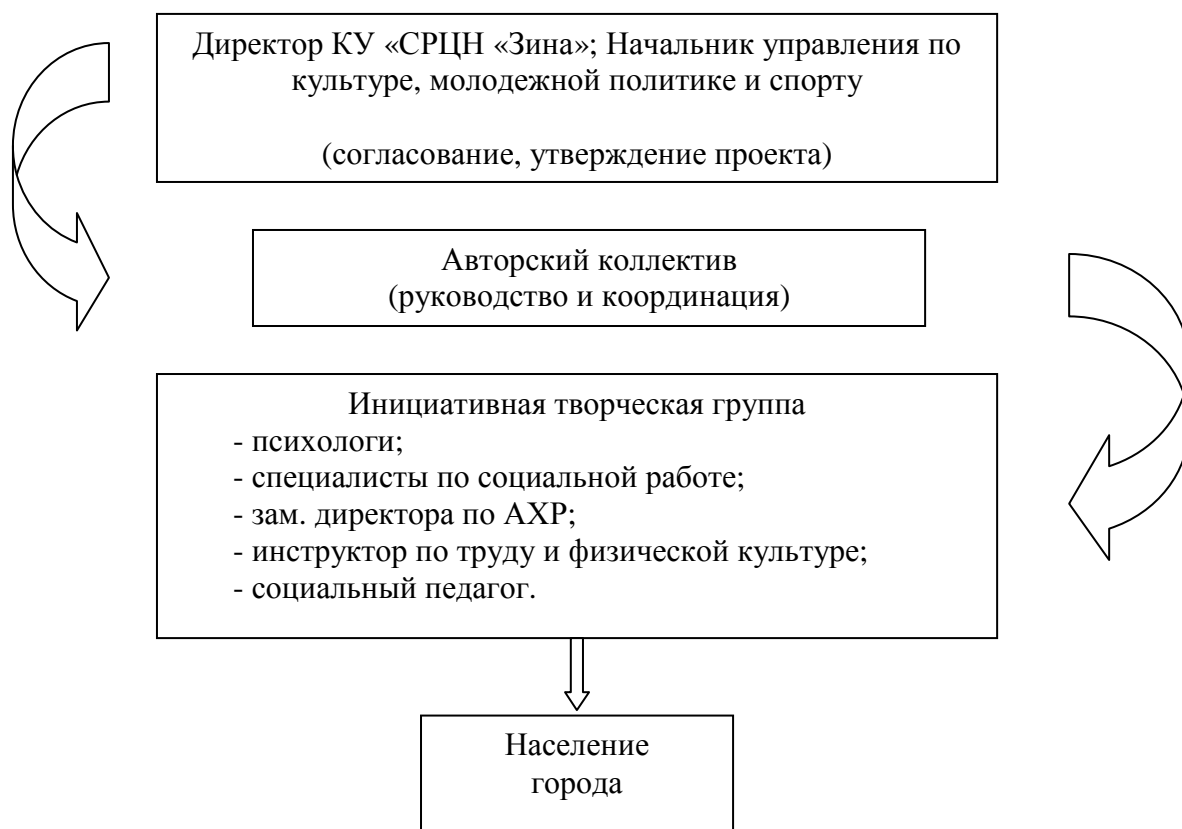 Директор КУ «СРЦН «Зина»; Начальник управления по
культуре, молодежной политике и спорту
(согласование, утверждение проекта)
Авторский коллектив
(руководство и координация)
Инициативная творческая группа
- психологи;
- специалисты по социальной работе;
- зам. директора по АХР;
- инструктор по труду и физической культуре;
- социальный педагог.
Население
города